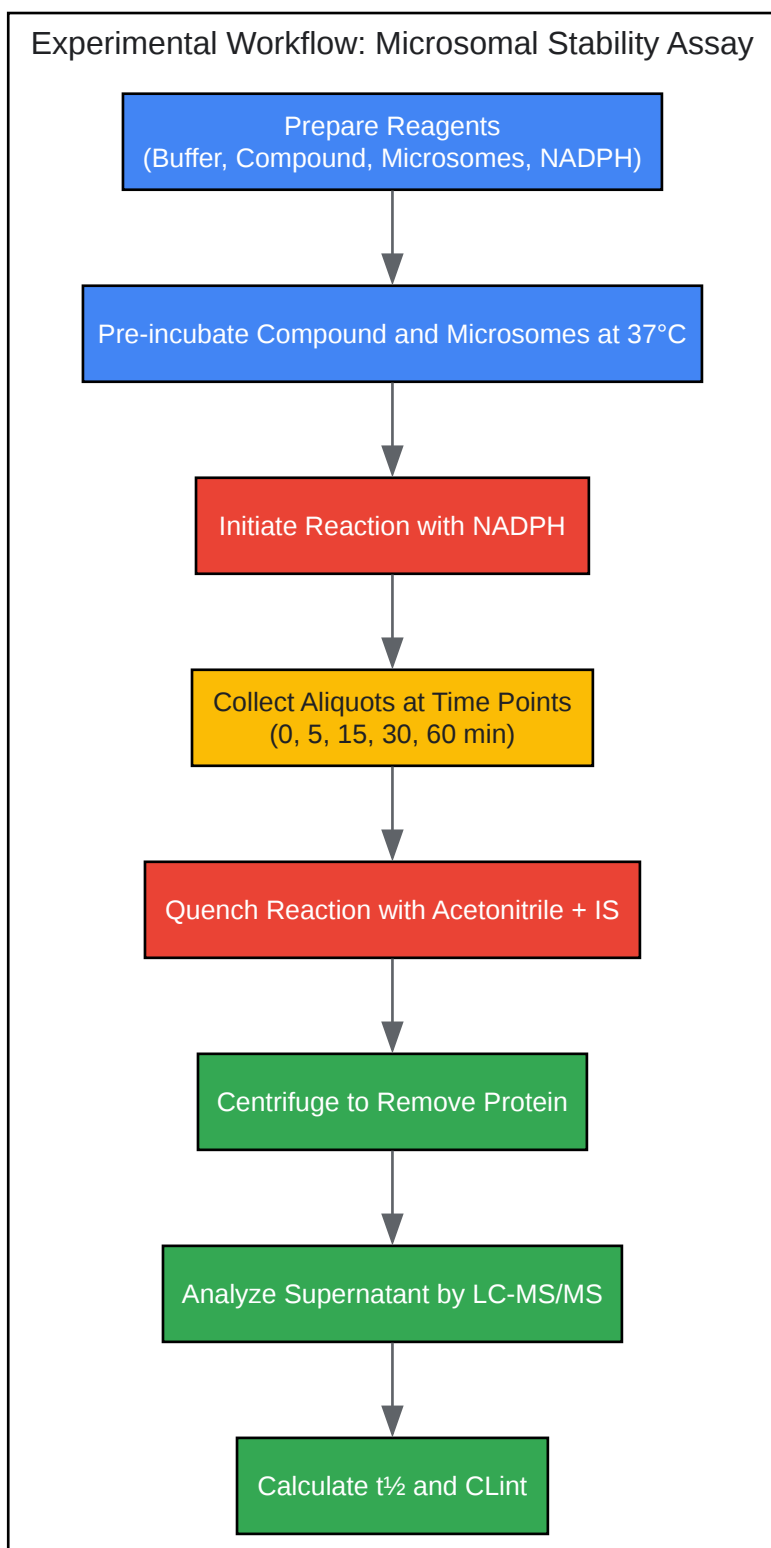 Experimental Workflow: Microsomal Stability Assay
Prepare Reagents
(Buffer, Compound, Microsomes, NADPH)
Pre-incubate Compound and Microsomes at 37°C
Initiate Reaction with NADPH
Collect Aliquots at Time Points
(0, 5, 15, 30, 60 min)
Quench Reaction with Acetonitrile + IS
Centrifuge to Remove Protein
Analyze Supernatant by LC-MS/MS
Calculate t½ and CLint